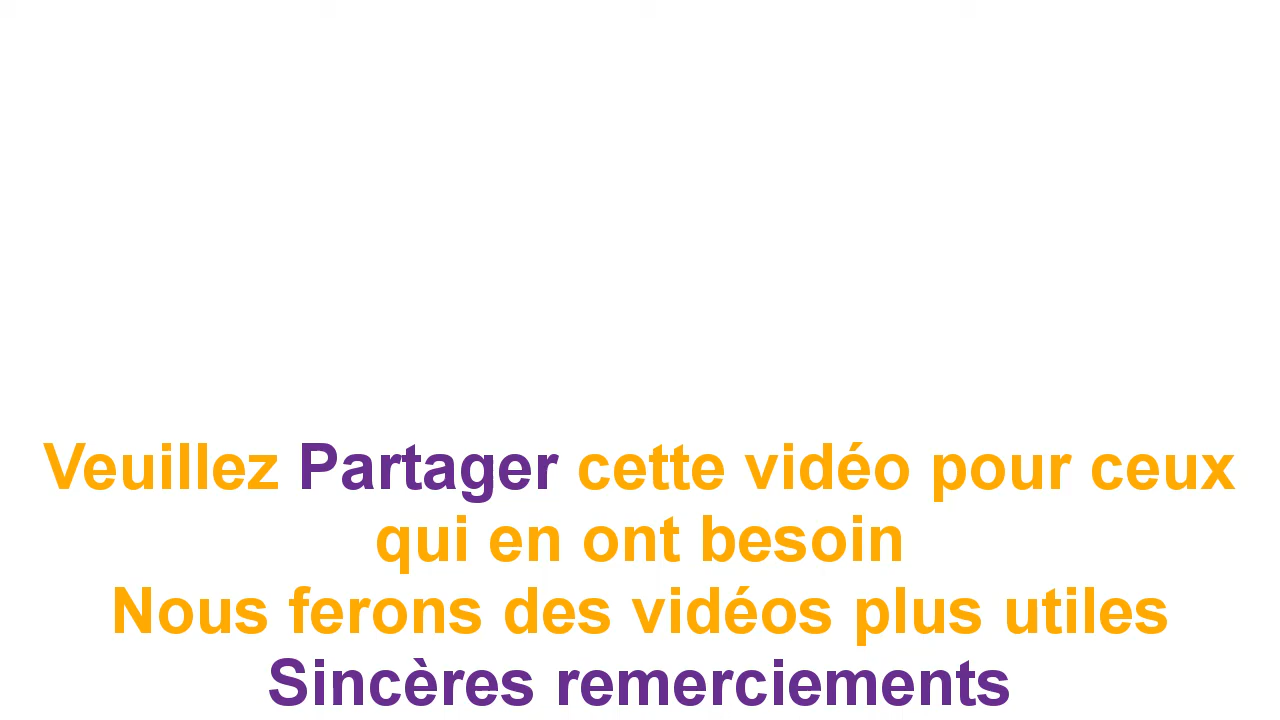 Veuillez Partager cette vidéo pour ceux
qui en ont besoin
Nous ferons des vidéos plus utiles
Sincères remerciements